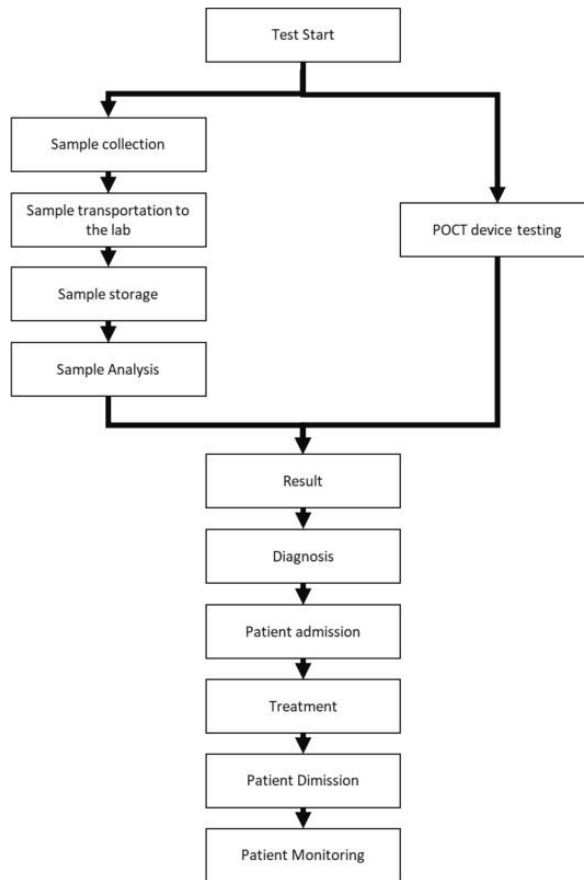 Test Start
Sample collection
Sample transportation to
the lab
Sample storage
Sample Analysis
POCT device testing
Result
Diagnosis
Patient admission
Treatment
Patient Dimission
Patient Monitoring